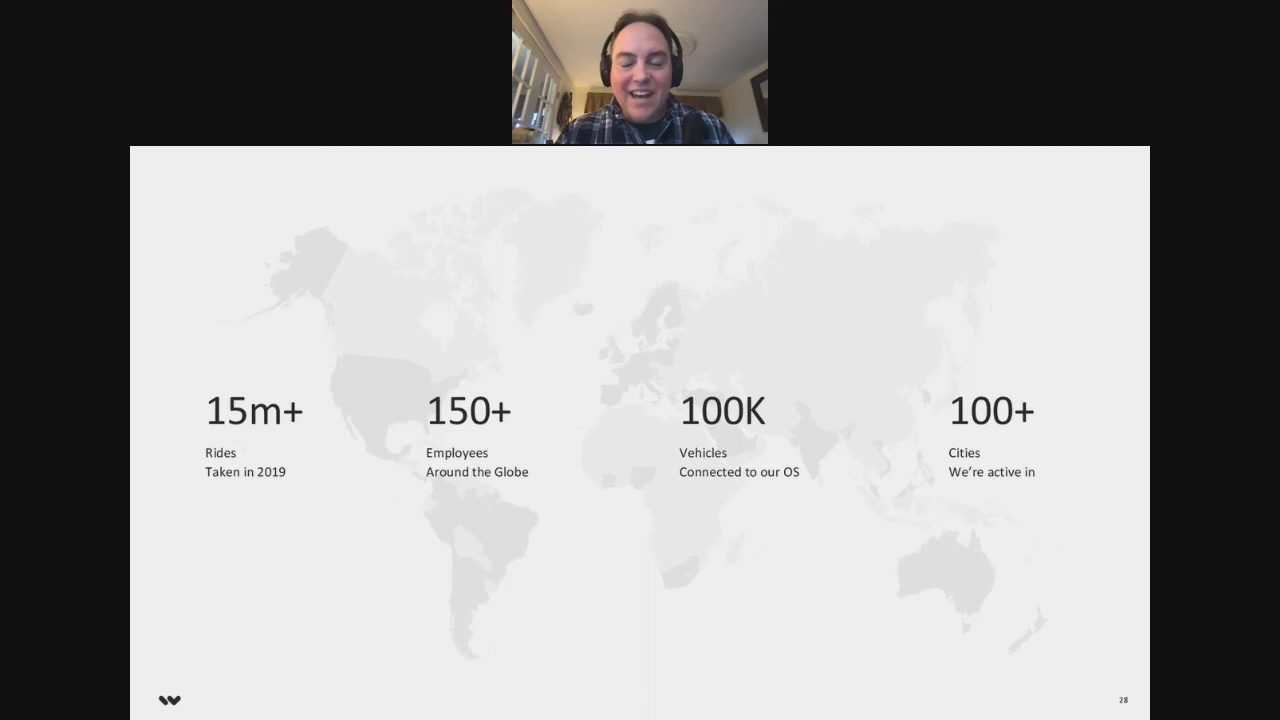 15m+
Rides
Taken in 2019
150+
Employees
Around the Globe
100K
Vehicles
Connected to our OS
100+
Cities
We’re active in
28